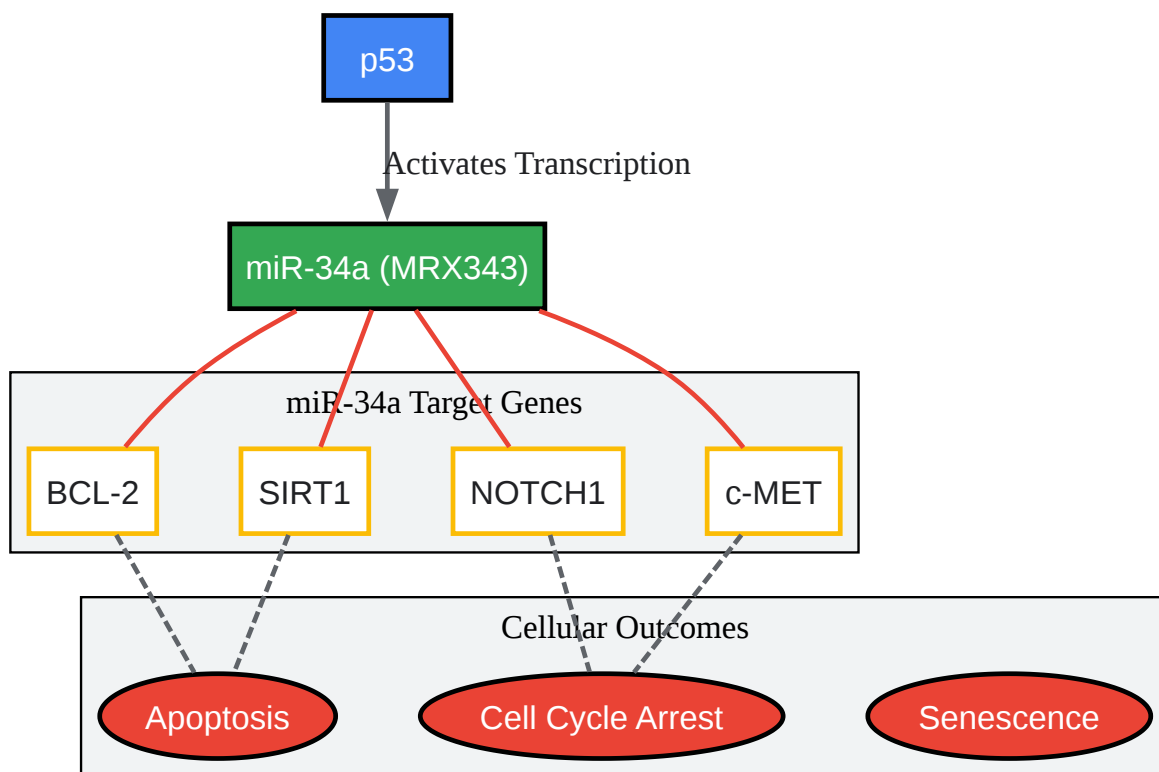 p53
Activates Transcription
miR-34a (MRX343)
miR-34a Target Genes
BCL-2
SIRT1
NOTCH1
c-MET
Cellular Outcomes
Apoptosis
Cell Cycle Arrest
Senescence